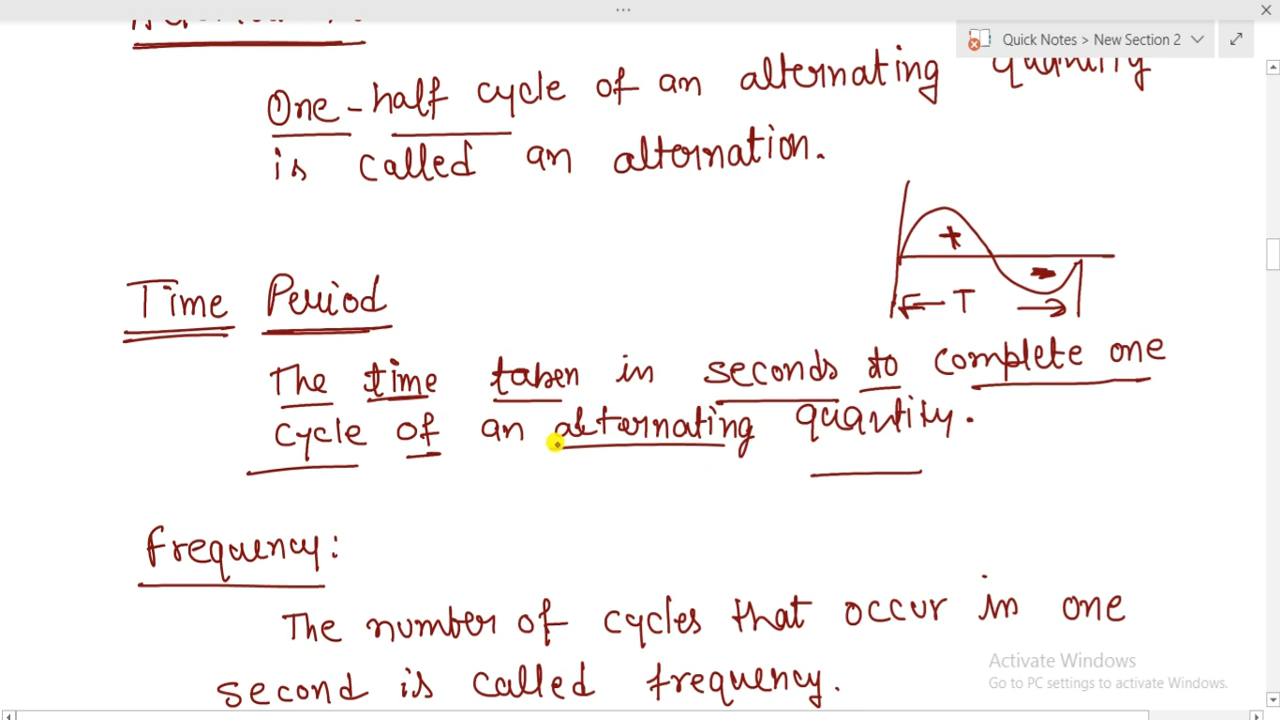 ...
Quick Notes > New Section 2
One-half cycle of an alternating quantity
is called an alternation.
+
-
T
Time Period
The time taken in seconds to complete one
cycle of an alternating quantity.
frequency:
The number of cycles that occur in one
second is called frequency.
Activate Windows
Go to PC settings to activate Windows.